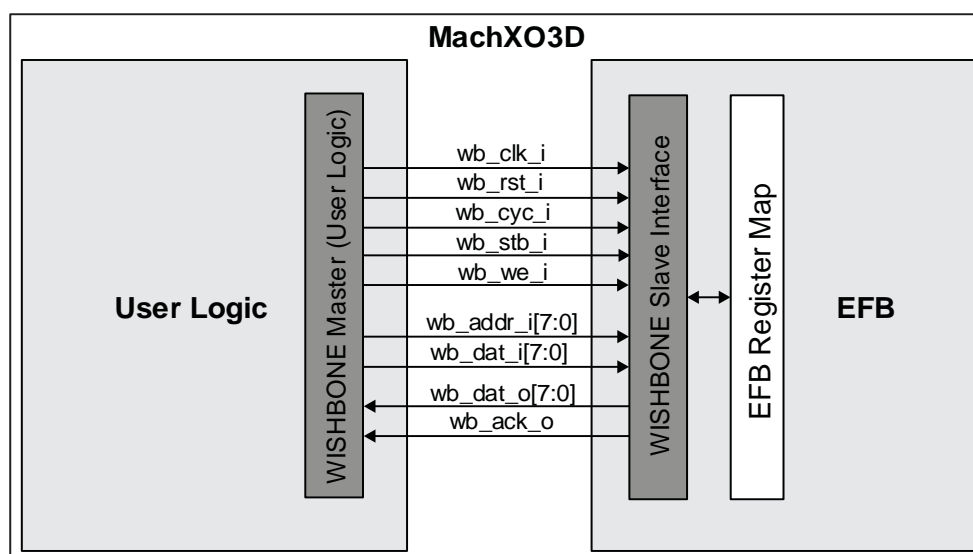 MachXO3D
User Logic
WISHBONE Master (User Logic)
wb_clk_i
wb_rst_i
wb_cyc_i
wb_stb_i
wb_we_i
wb_addr_i[7:0]
wb_dat_i[7:0]
wb_dat_o[7:0]
wb_ack_o
WISHBONE Slave Interface
EFB Register Map
EFB